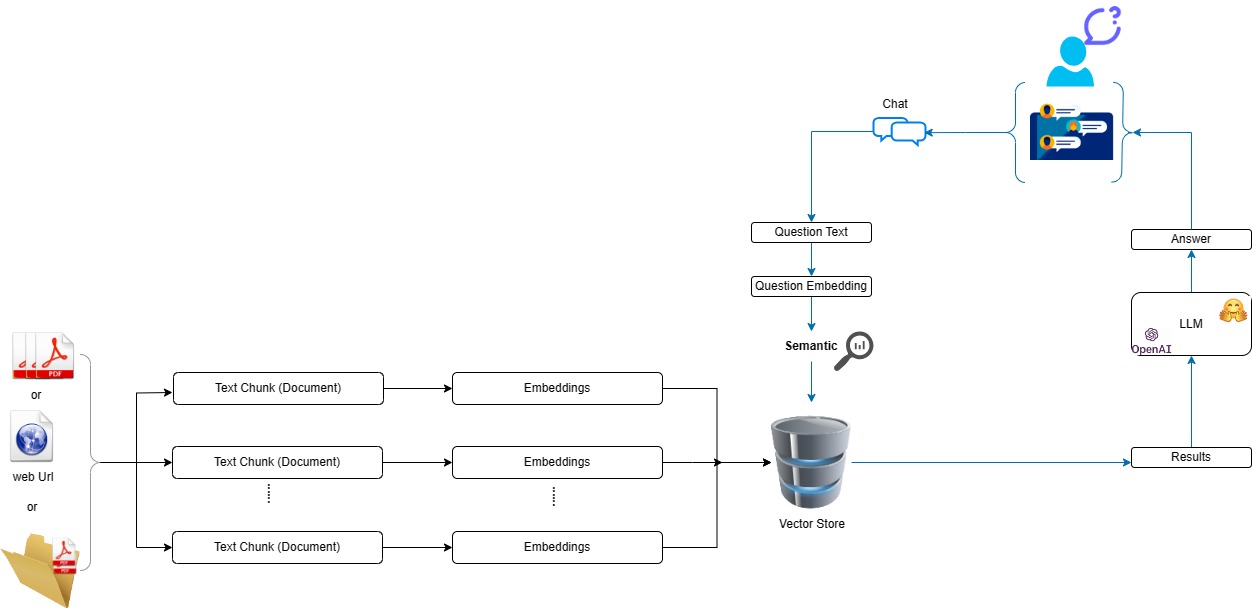 ?
Chat
Question Text
Answer
Question Embedding
LLM
OpenAI
Semantic
PDF
or
Text Chunk (Document)
Embeddings
web Url
Text Chunk (Document)
Embeddings
Results
or
Vector Store
PDF
PDF
Text Chunk (Document)
Embeddings